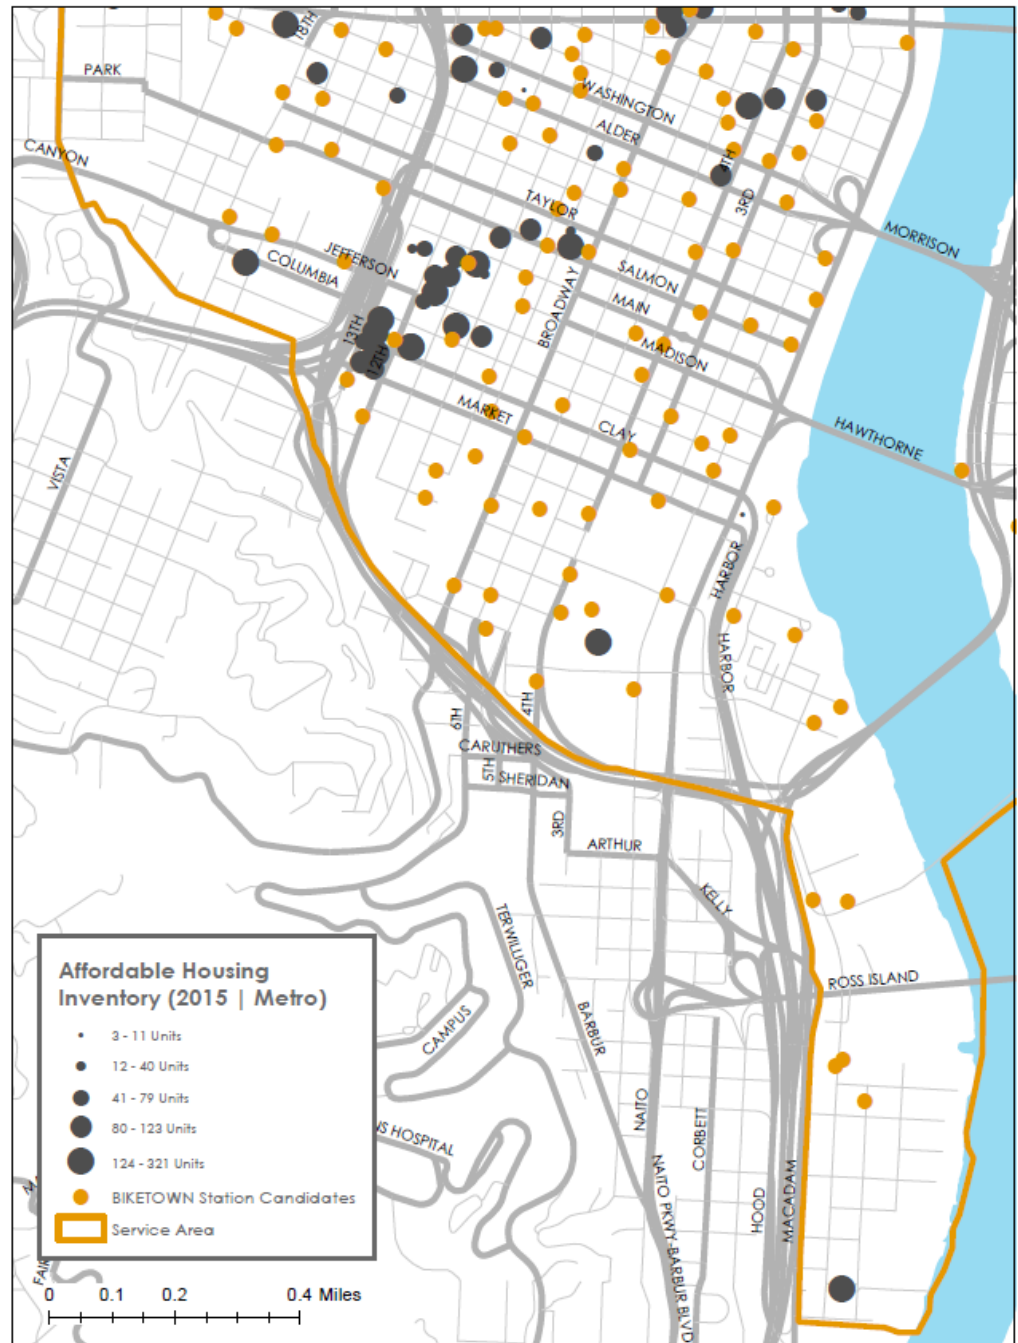 18TH
PARK
WASHINGTON
ALDER
CANYON
4TH
3RD
TAYLOR
MORRISON
JEFFERSON
COLUMBIA
SALMON
BROADWAY
MAIN
13TH
12TH
MADISON
MARKET
CLAY
HAWTHORNE
VISTA
HARBOR
HARBOR
6TH
4TH
CARUTHERS
5TH
SHERIDAN
3RD
ARTHUR
KELLY
TERWILLIGER
ROSS ISLAND
CAMPUS
BARBUR
NAITO
CORBETT
NS HOSPITAL
NAITO PKWY-BARBUR BLVD
HOOD
MACADAM
FAIR
Affordable Housing
Inventory (2015 | Metro)
3 - 11 Units
12 - 40 Units
41 - 79 Units
80 - 123 Units
124 - 321 Units
BIKETOWN Station Candidates
Service Area
0 0.1 0.2 0.4 Miles